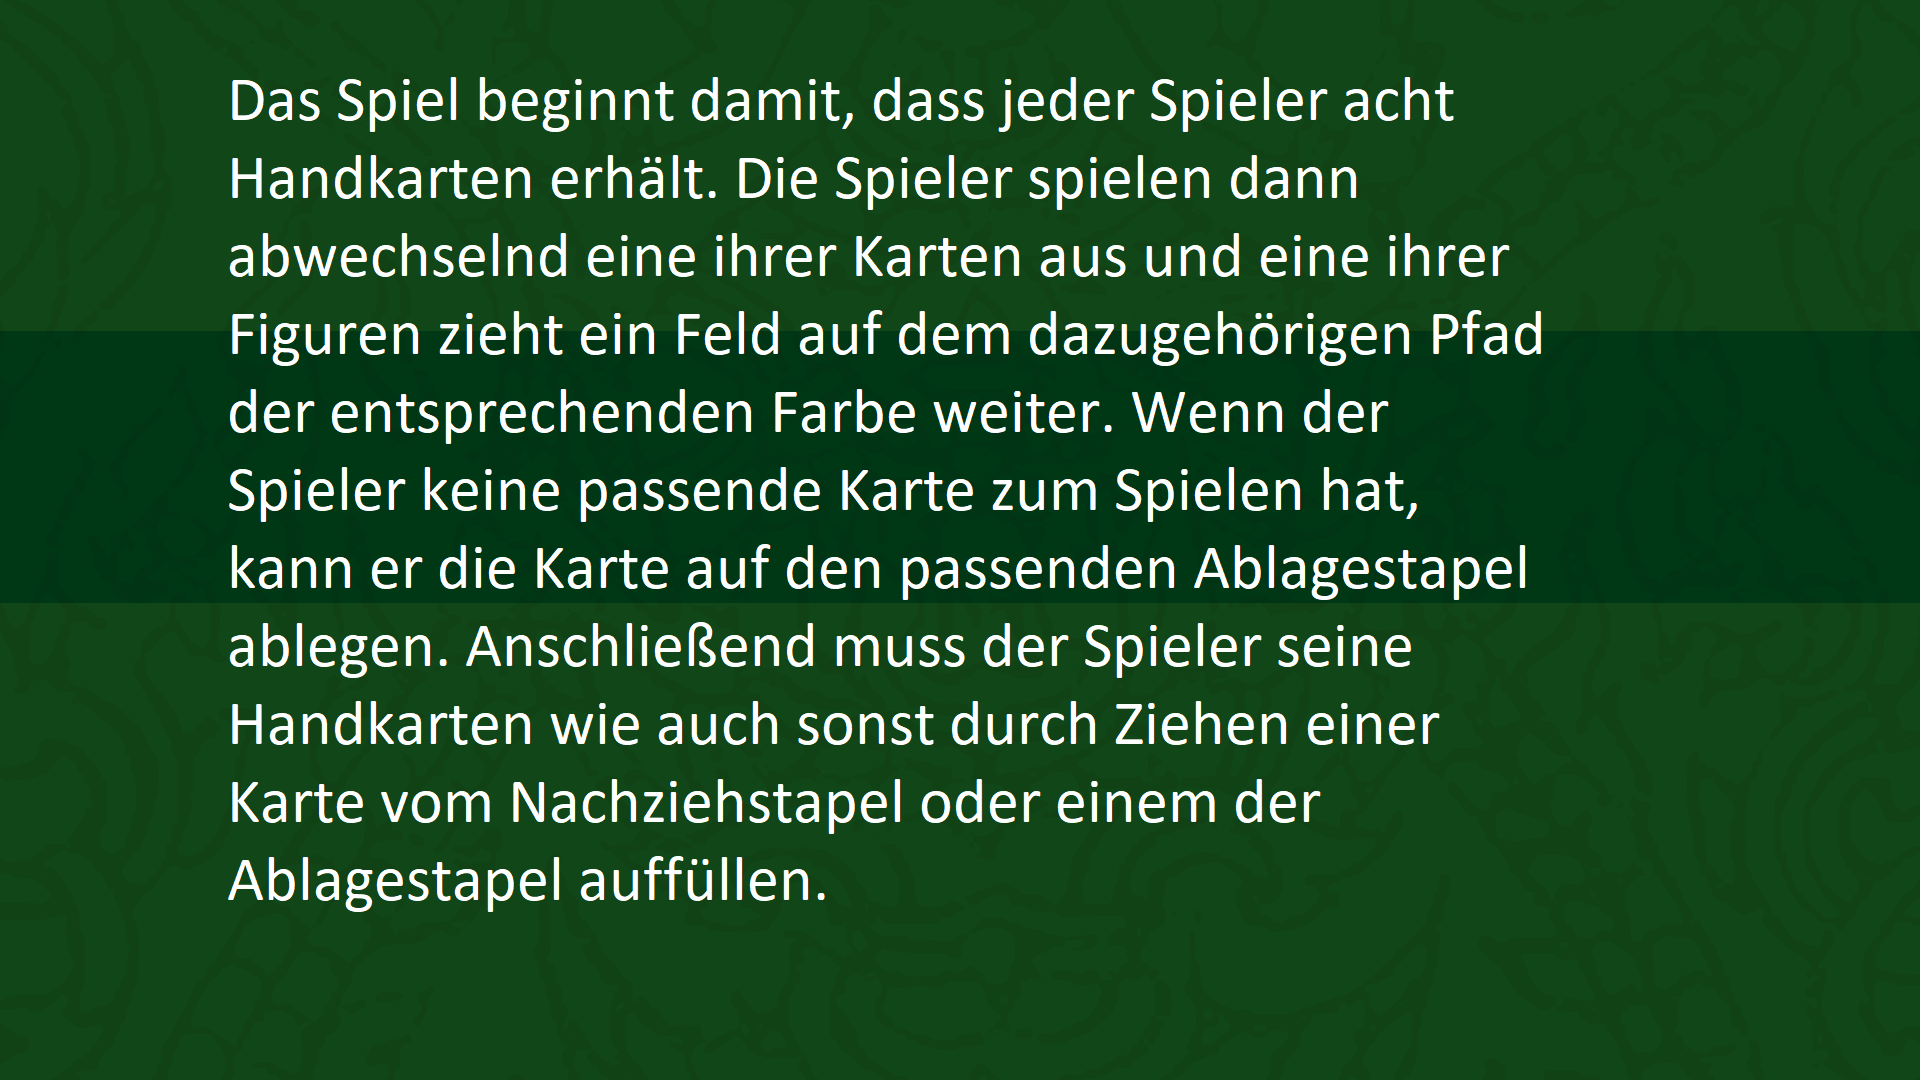 Das Spiel beginnt damit, dass jeder Spieler acht
Handkarten erhält. Die Spieler spielen dann
abwechselnd eine ihrer Karten aus und eine ihrer
Figuren zieht ein Feld auf dem dazugehörigen Pfad
der entsprechenden Farbe weiter. Wenn der
Spieler keine passende Karte zum Spielen hat,
kann er die Karte auf den passenden Ablagestapel
ablegen. Anschließend muss der Spieler seine
Handkarten wie auch sonst durch Ziehen einer
Karte vom Nachziehstapel oder einem der
Ablagestapel auffüllen.